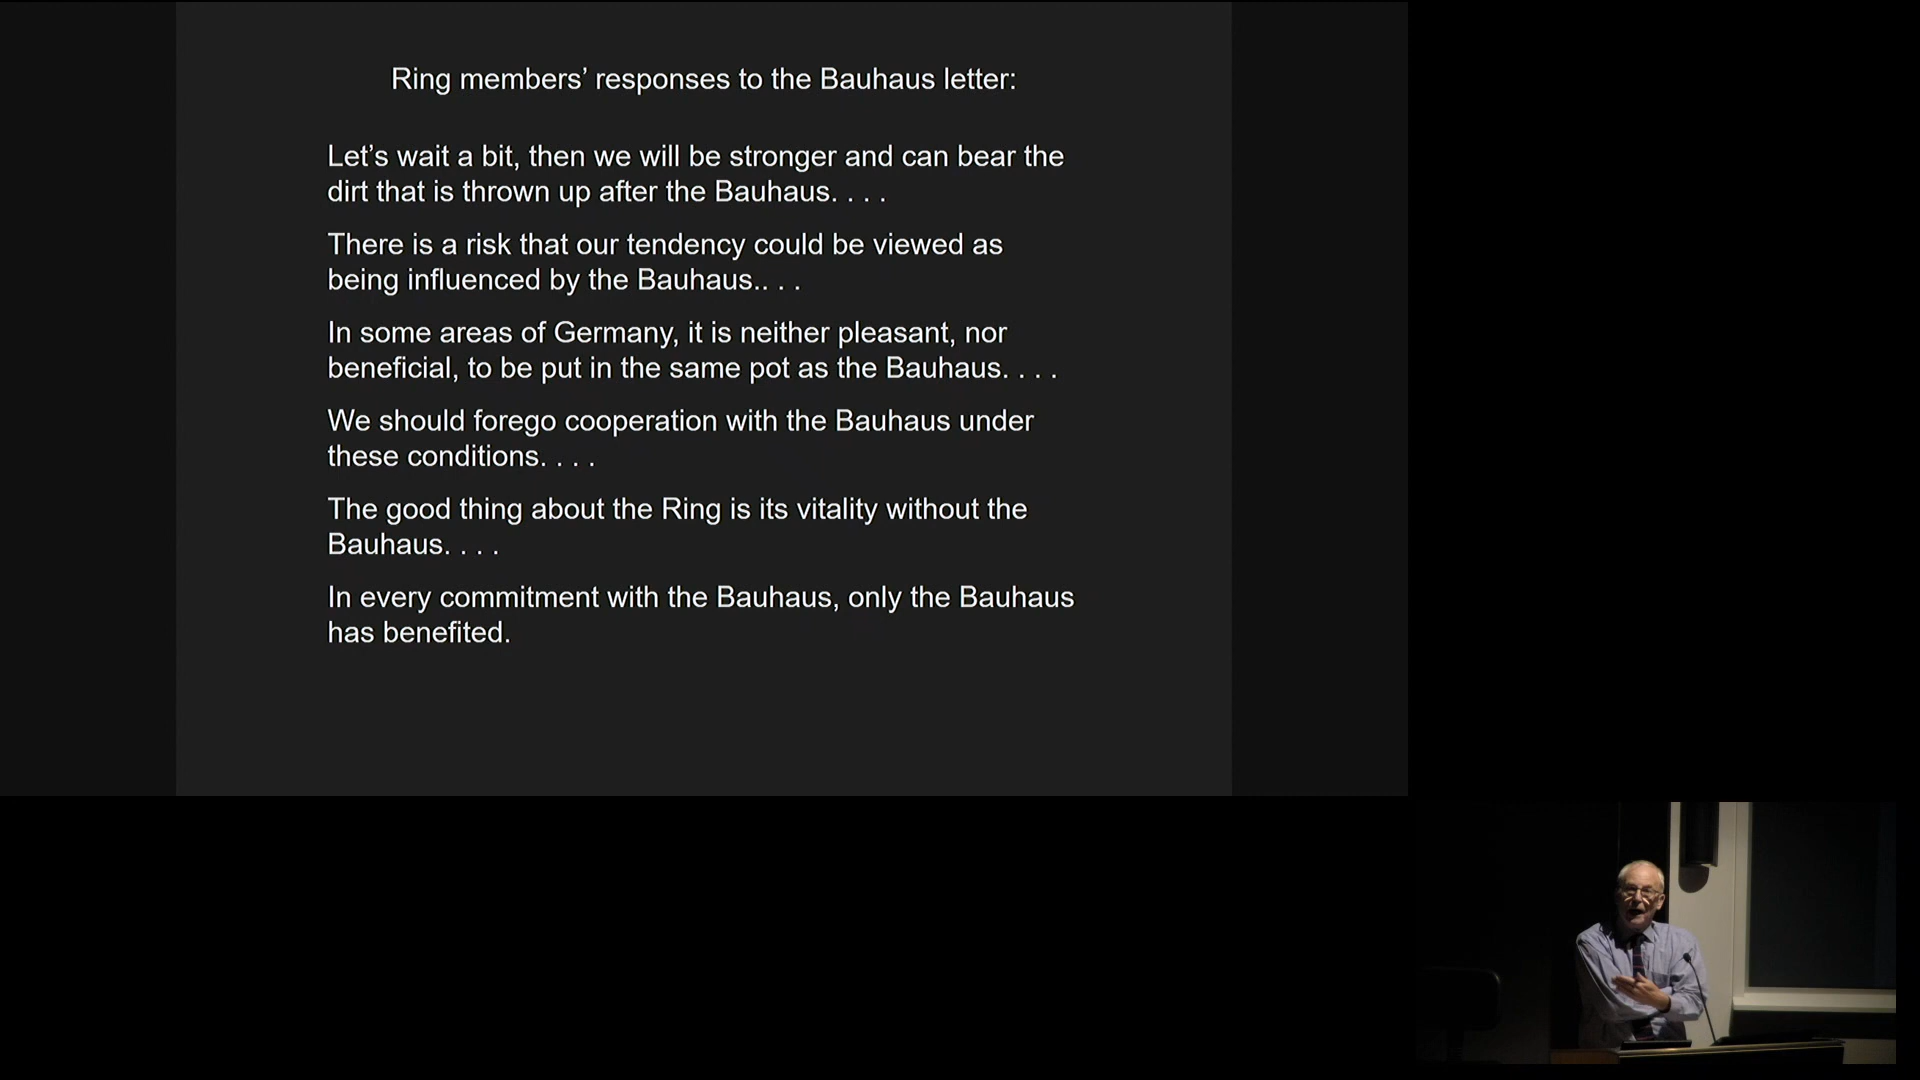 Ring members’ responses to the Bauhaus letter:
Let’s wait a bit, then we will be stronger and can bear the
dirt that is thrown up after the Bauhaus. . . .
There is a risk that our tendency could be viewed as
being influenced by the Bauhaus.. . .
In some areas of Germany, it is neither pleasant, nor
beneficial, to be put in the same pot as the Bauhaus. . . .
We should forego cooperation with the Bauhaus under
these conditions. . . .
The good thing about the Ring is its vitality without the
Bauhaus. . . .
In every commitment with the Bauhaus, only the Bauhaus
has benefited.